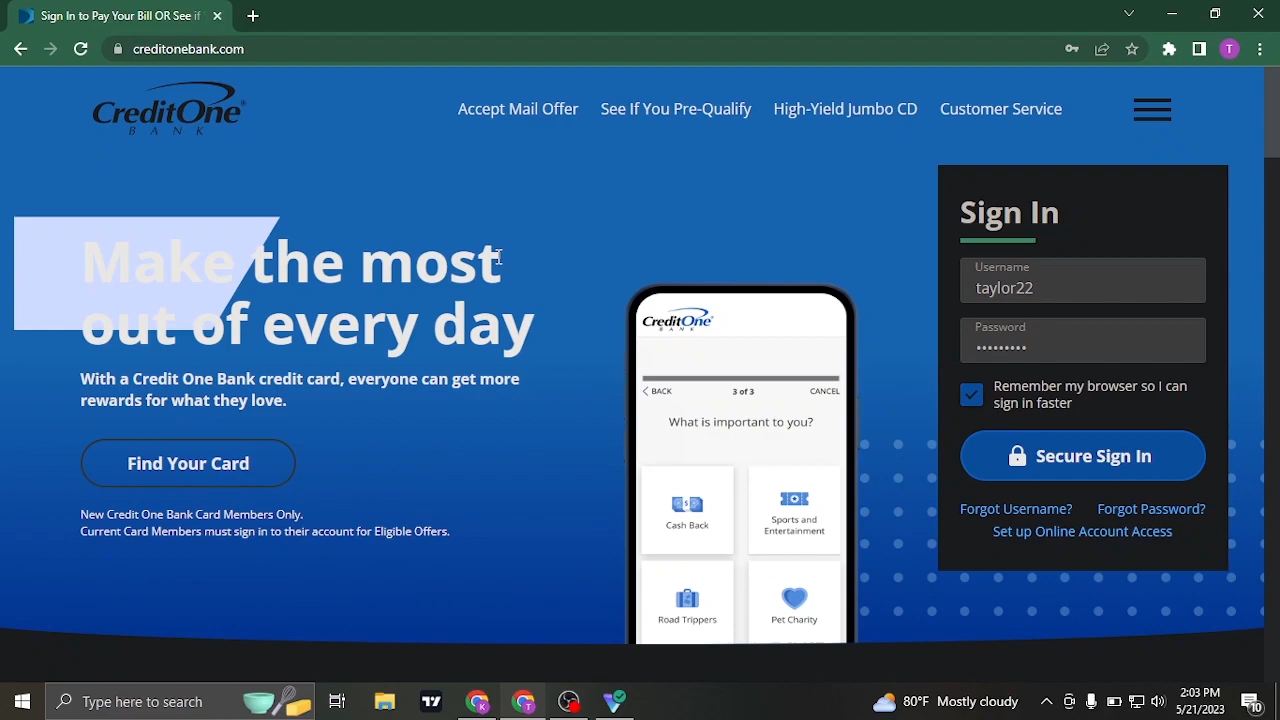 Sign In to Pay Your Bill OR See if
creditonebank.com
T
CreditOne®
BANK
Accept Mail Offer
See If You Pre-Qualify
High-Yield Jumbo CD
Customer Service
Make the most
out of every day
With a Credit One Bank credit card, everyone can get more
rewards for what they love.
Find Your Card
New Credit One Bank Card Members Only.
Current Card Members must sign in to their account for Eligible Offers.
CreditOne
BANK
BACK
3 of 3
CANCEL
What is important to you?
Cash Back
Sports and
Entertainment
Road Trippers
Pet Charity
Sign In
Username
taylor22
Password
Remember my browser so I can
sign in faster
Secure Sign In
Forgot Username?
Forgot Password?
Set up Online Account Access
Type here to search
K
T
80°F Mostly cloudy
2:03 PM
5/21/2023
10